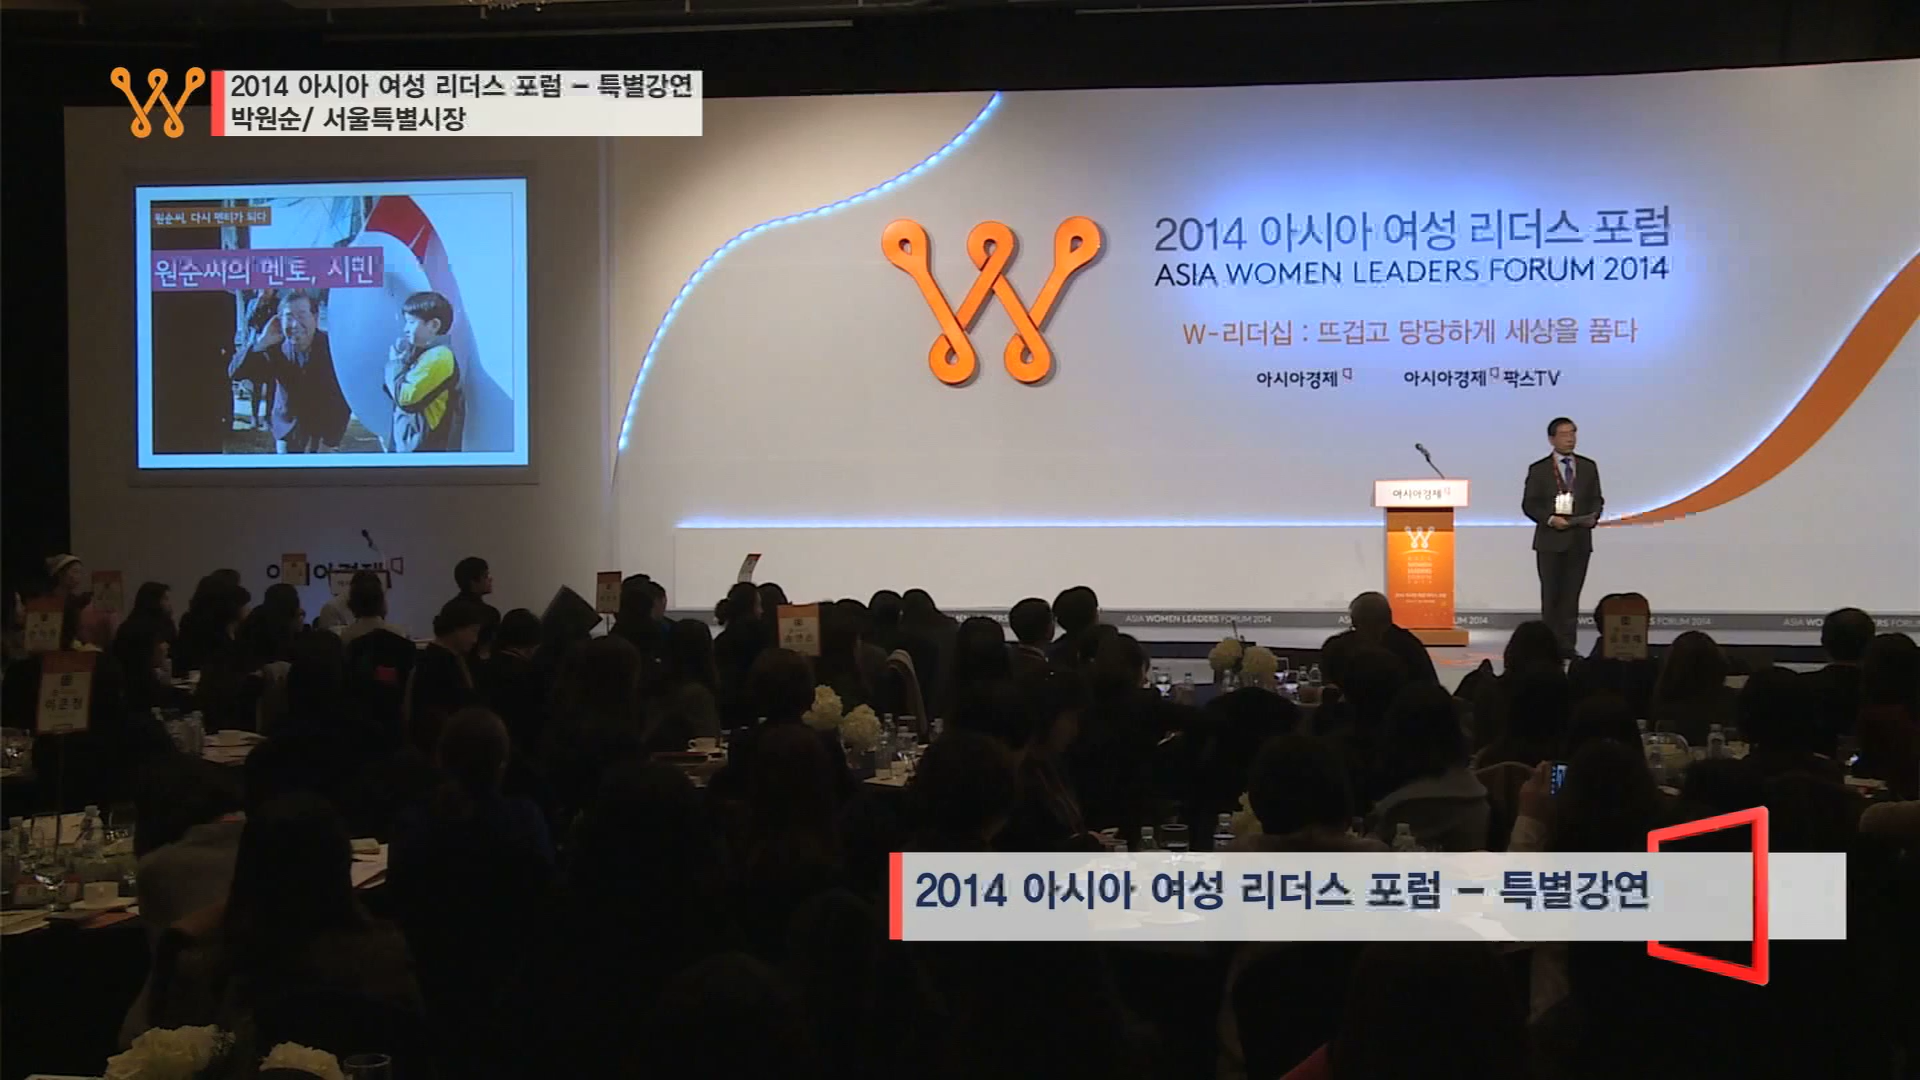 2014 아시아 여성 리더스 포럼 – 특별강연
박원순/ 서울특별시장
원순씨, 다시 멘티가 되다
원순씨의 멘토, 시민
2014 아시아 여성 리더스 포럼
ASIA WOMEN LEADERS FORUM 2014
W-리더십 : 뜨겁고 당당하게 세상을 품다
아시아경제
아시아경제 팍스TV
아시아경제
ASIA WOMEN LEADERS FORUM 2014
2014 아시아 여성 리더스 포럼 – 특별강연